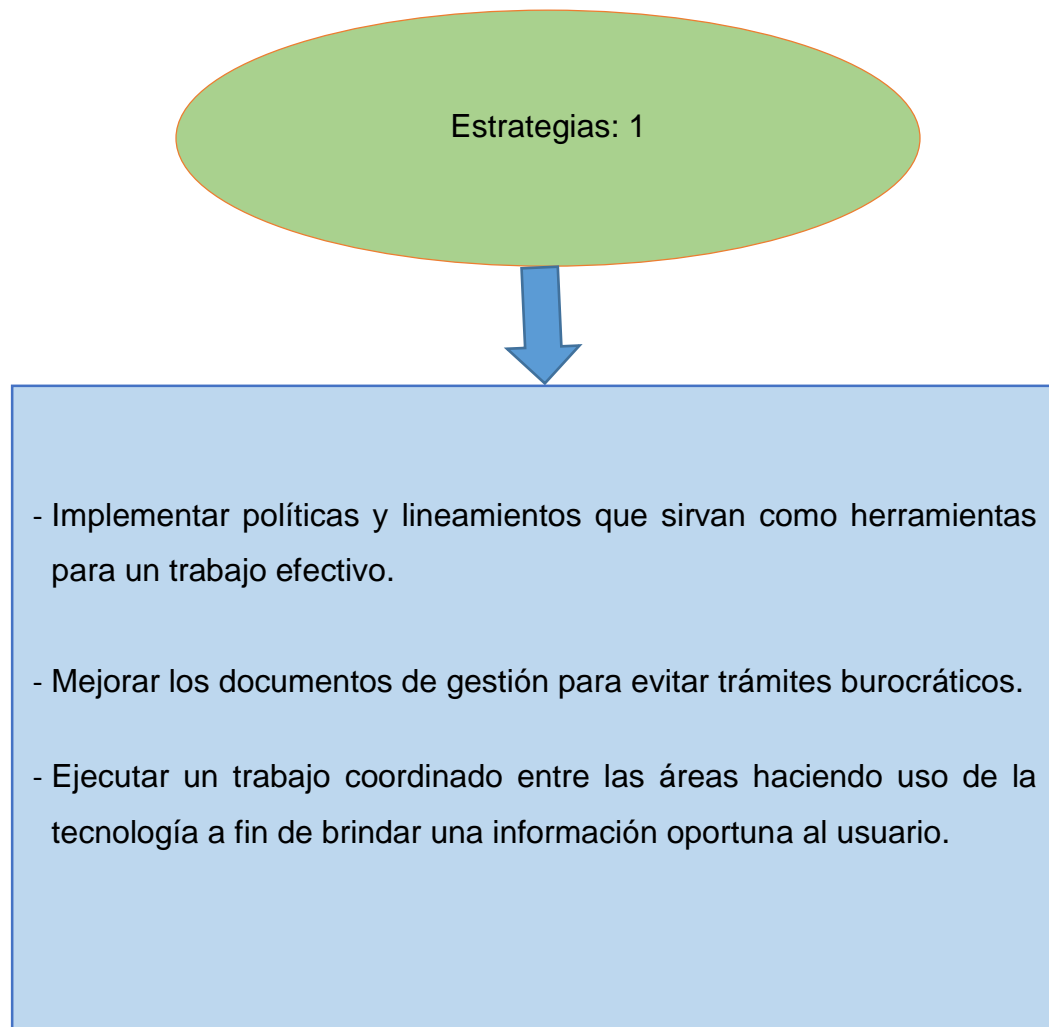 Estrategias: 1
- Implementar políticas y lineamientos que sirvan como herramientas
para un trabajo efectivo.
- Mejorar los documentos de gestión para evitar trámites burocráticos.
- Ejecutar un trabajo coordinado entre las áreas haciendo uso de la
tecnología a fin de brindar una información oportuna al usuario.